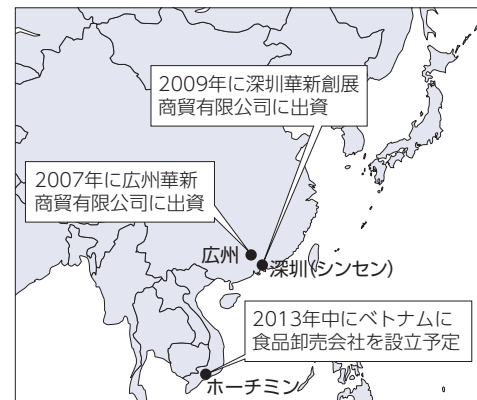 2009年に深圳華新創展
商貿有限公司に出資
2007年に広州華新
商貿有限公司に出資
広州
深圳(シンセン)
2013年中にベトナムに
食品卸売会社を設立予定
ホーチミン